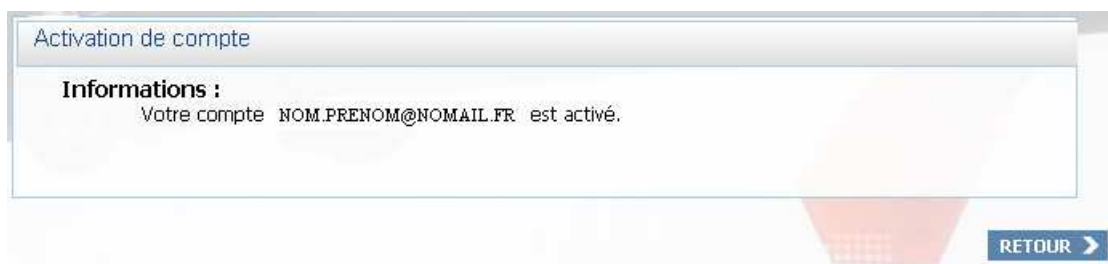 Activation de compte
Informations :
Votre compte NOM.PRENOM@NOMAIL.FR est activé.
RETOUR